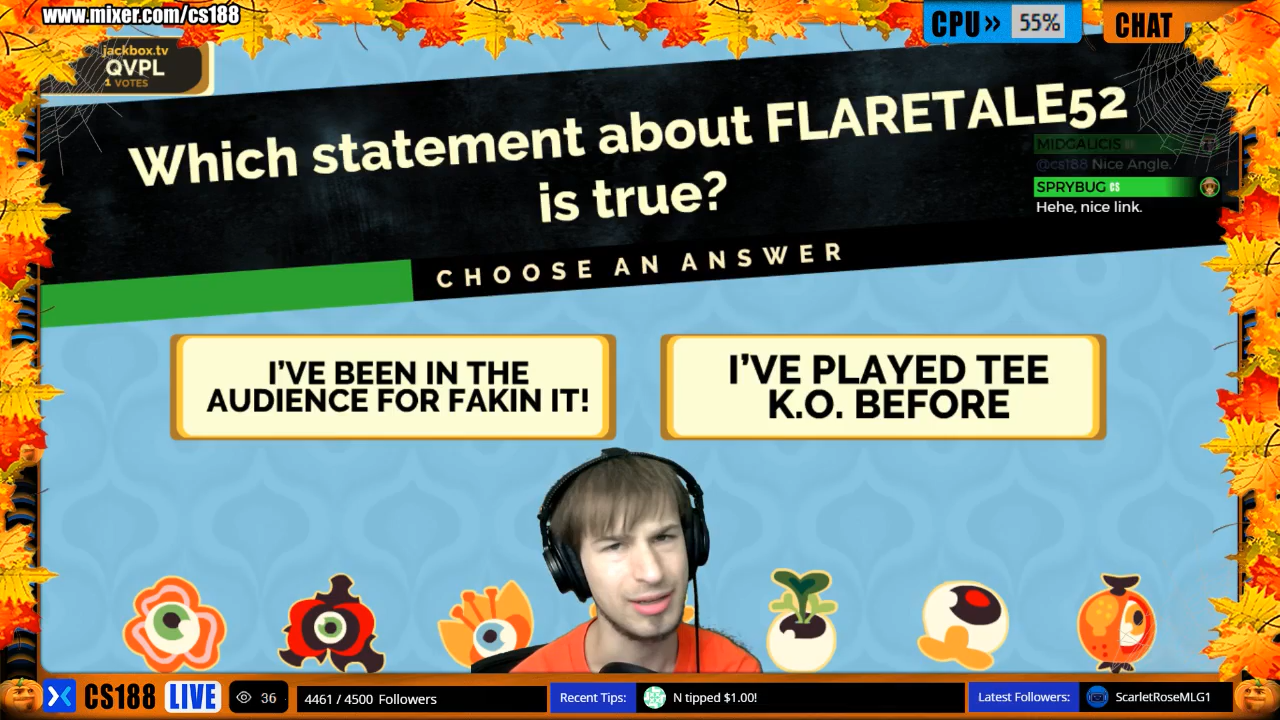 www.mixer.com/cs188
CPU»
55%
CHAT
jackbox.tv
QVPL
1 VOTES
Which statement about FLARETALE52
is true?
MIDGALICIS
@cs188 Nice Angle.
SPRYBUG CS
Hehe, nice link.
CHOOSE AN ANSWER
I'VE BEEN IN THE
AUDIENCE FOR FAKIN IT!
I'VE PLAYED TEE
K.O. BEFORE
CS188 LIVE
36
4461 / 4500 Followers
Recent Tips:
N tipped $1.00!
Latest Followers:
ScarletRoseMLG1